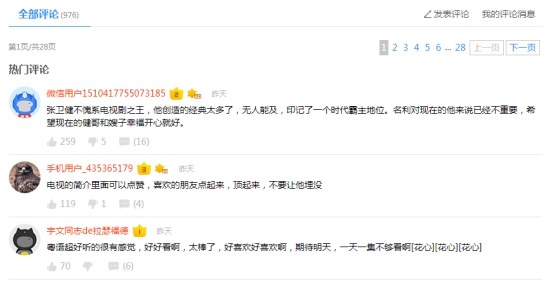 全部评论 (976) 发表评论 我的评论消息
第1页/共28页 1 2 3 4 5 6 ... 28 上一页 下一页
热门评论
微信用户1510417755073185 2 昨天
张卫健不愧系电视剧之王，他创造的经典太多了，无人能及，印记了一个时代霸主地位。名利对现在的他来说已经不重要，希
望现在的健哥和嫂子幸福开心就好。
259 5 (16)
手机用户_435365179 3 昨天
电视的简介里面可以点赞，喜欢的朋友点起来，顶起来，不要让他埋没
119 1 (4)
宇文同志de拉瑟福德 1 昨天
粤语超好听的很有感觉，好好看啊，太棒了，好喜欢好喜欢啊，期待明天，一天一集不够看啊[花心][花心][花心]
70 (6)